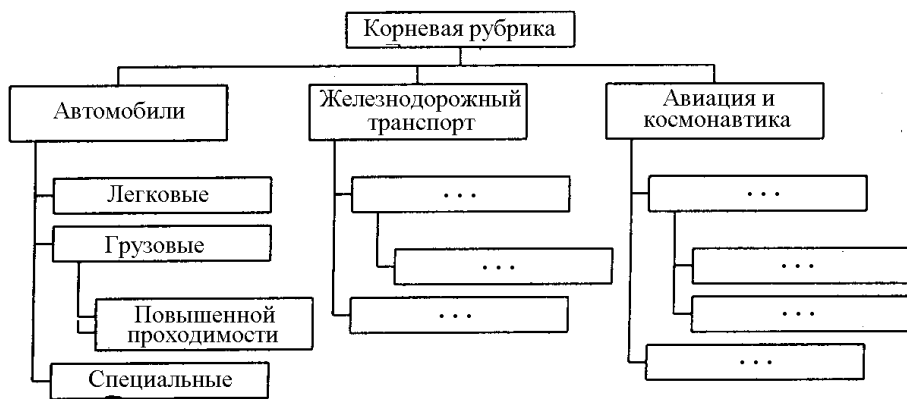 Корневая рубрика
Автомобили
Железнодорожный
транспорт
Авиация и
космонавтика
Легковые
Грузовые
Повышенной
проходимости
Специальные
...
...
...
...
...
...
...